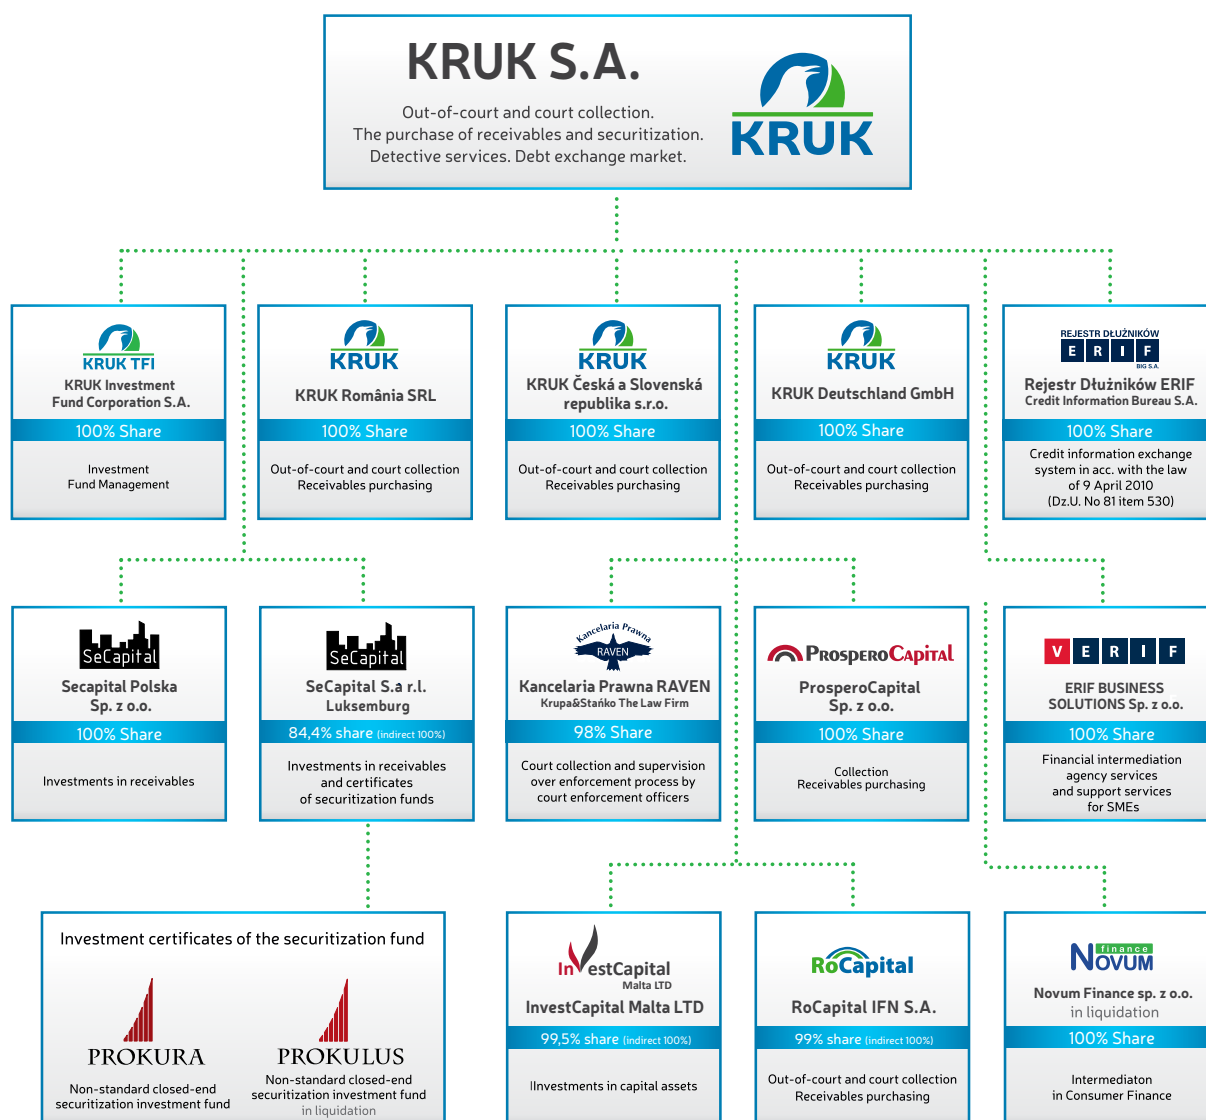 KRUK S.A.
Out-of-court and court collection.
The purchase of receivables and securitization.
Detective services. Debt exchange market.
KRUK
KRUK TFI
KRUK Investment
Fund Corporation S.A.
100% Share
Investment
Fund Management
KRUK
KRUK România SRL
100% Share
Out-of-court and court collection
Receivables purchasing
KRUK
KRUK Česká a Slovenská
republika s.r.o.
100% Share
Out-of-court and court collection
Receivables purchasing
KRUK
KRUK Deutschland GmbH
100% Share
Out-of-court and court collection
Receivables purchasing
REJESTR DŁUŻNIKÓW
ERIF
BIG S.A.
Rejestr Dłużników ERIF
Credit Information Bureau S.A.
100% Share
Credit information exchange
system in acc. with the law
of 9 April 2010
(Dz.U. No 81 item 530)
SeCapital
Secapital Polska
Sp. z o.o.
100% Share
Investments in receivables
SeCapital
SeCapital S.a r.l.
Luksemburg
84,4% share (indirect 100%)
Investments in receivables
and certificates
of securitization funds
Kancelaria Prawna
RAVEN
Kancelaria Prawna RAVEN
Krupa&Stańko The Law Firm
98% Share
Court collection and supervision
over enforcement process by
court enforcement officers
PROSPEROCAPITAL
ProsperoCapital
Sp. z o.o.
100% Share
Collection
Receivables purchasing
VERIF
ERIF BUSINESS
SOLUTIONS Sp. z o.o.
100% Share
Financial intermediation
agency services
and support services
for SMEs
Investment certificates of the securitization fund
PROKURA
Non-standard closed-end
securitization investment fund
PROKULUS
Non-standard closed-end
securitization investment fund
in liquidation
InVestCapital
Malta LTD
InvestCapital Malta LTD
99,5% share (indirect 100%)
IInvestments in capital assets
RoCapital
RoCapital IFN S.A.
99% share (indirect 100%)
Out-of-court and court collection
Receivables purchasing
finance
NOVUM
Novum Finance sp. z o.o.
in liquidation
100% Share
Intermediaton
in Consumer Finance